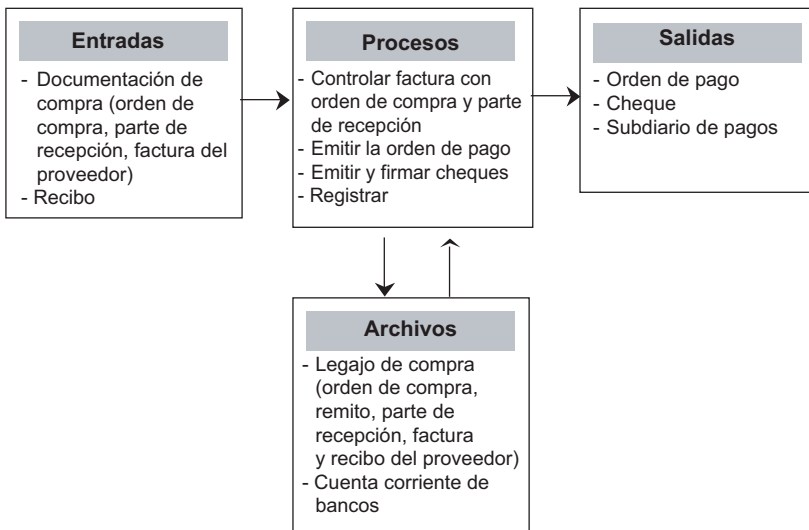 Entradas
- Documentación de
compra (orden de
compra, parte de
recepción, factura del
proveedor)
- Recibo
Procesos
- Controlar factura con
orden de compra y parte
de recepción
- Emitir la orden de pago
- Emitir y firmar cheques
- Registrar
Salidas
- Orden de pago
- Cheque
- Subdiario de pagos
Archivos
- Legajo de compra
(orden de compra,
remito, parte de
recepción, factura
y recibo del proveedor)
- Cuenta corriente de
bancos